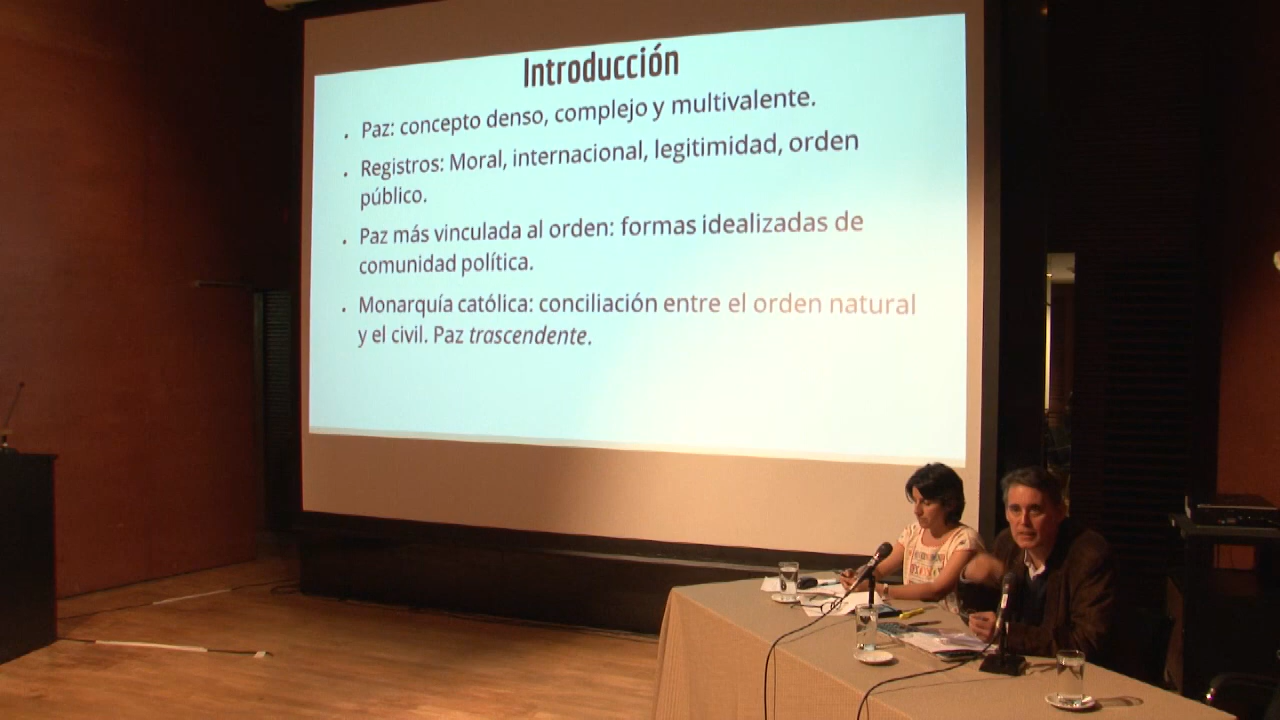 Introducción
. Paz: concepto denso, complejo y multivalente.
. Registros: Moral, internacional, legitimidad, orden
público.
. Paz más vinculada al orden: formas idealizadas de
comunidad política.
. Monarquía católica: conciliación entre el orden natural
y el civil. Paz trascendente.